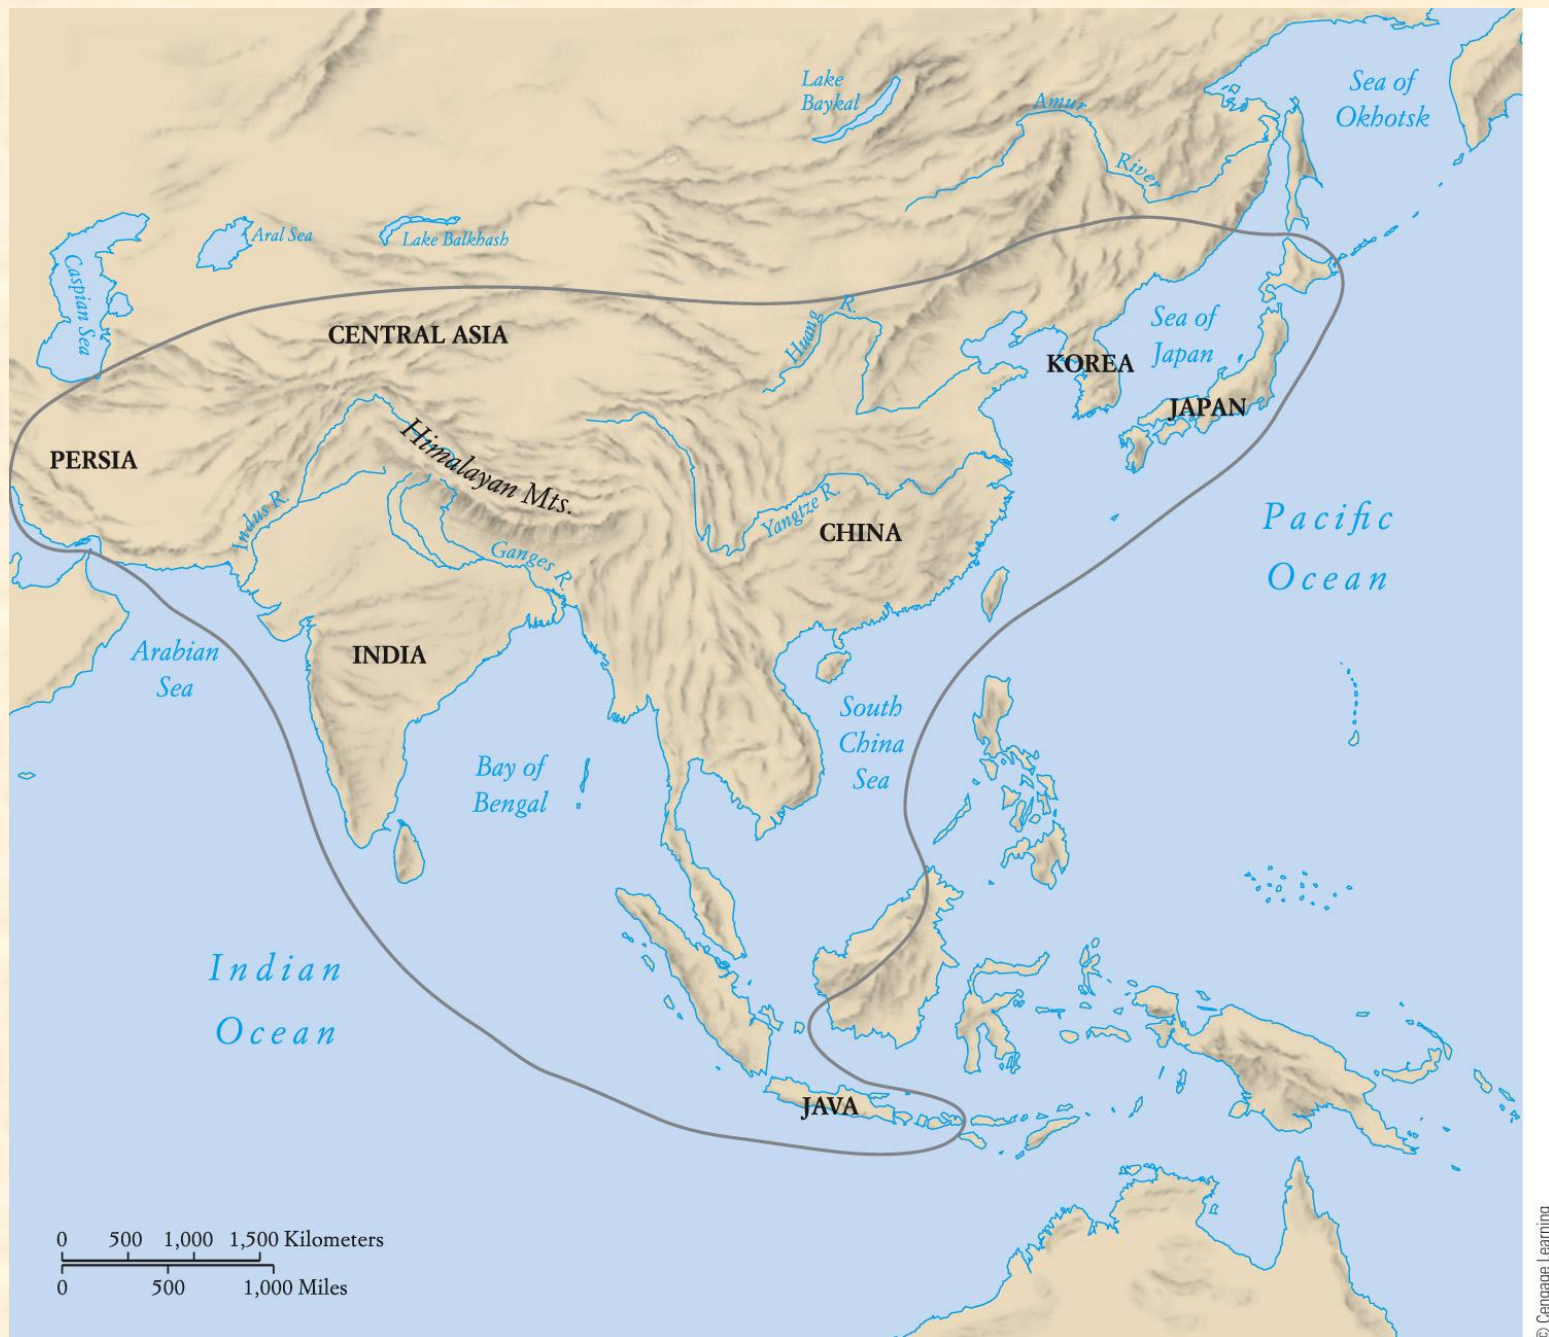 Lake
Baykal
Amur
River
Sea of
Okhotsk
Aral Sea
Lake Balkhash
Caspian Sea
CENTRAL ASIA
Huang R.
Sea of
Japan
KOREA
JAPAN
PERSIA
Himalayan Mts.
Indus R.
Yangtze R.
CHINA
Ganges R.
Pacific
Ocean
INDIA
Arabian
Sea
South
China
Sea
Bay of
Bengal
Indian
Ocean
JAVA
0 500 1,000 1,500 Kilometers
0 500 1,000 Miles
© Cengage Learning